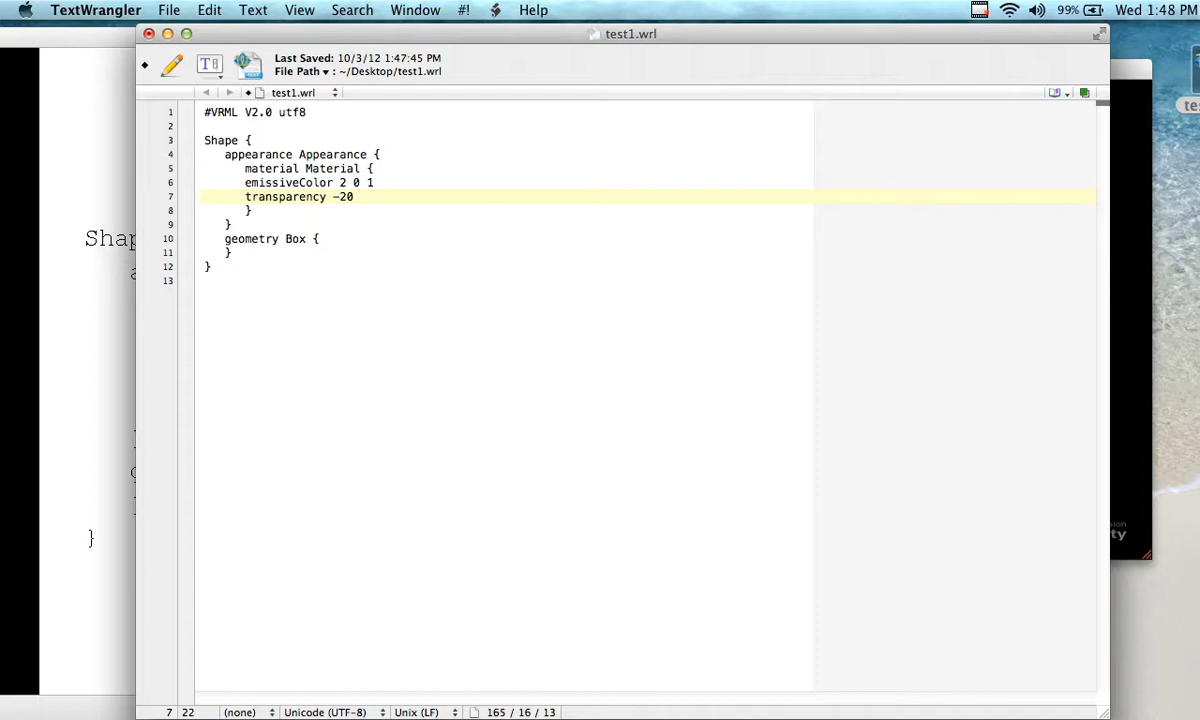 TextWrangler File Edit Text View Search Window #! Help 99% Wed 1:48 PM
test1.wrl
Last Saved: 10/3/12 1:47:45 PM
File Path ▾ : ~/Desktop/test1.wrl
test1.wrl
1 #VRML V2.0 utf8
2
3 Shape {
4 appearance Appearance {
5 material Material {
6 emissiveColor 2 0 1
7 transparency -20
8 }
9 }
10 geometry Box {
11 }
12 }
13
Shap
}
tes
7 22 (none) Unicode (UTF-8) Unix (LF) 165 / 16 / 13